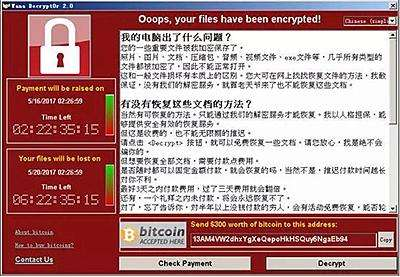 Wana Decrypt0r 2.0
Ooops, your files have been encrypted!
Chinese (simpl
我的电脑出了什么问题？
您的一些重要文件被我加密保存了。
照片、图片、文档、压缩包、音频、视频文件、exe文件等，几乎所有类型的
文件都被加密了，因此不能正常打开。
这和一般文件损坏有本质上的区别。您大可在网上找找恢复文件的方法，我敢
保证，没有我们的解密服务，就算老天爷来了也不能恢复这些文档。
有没有恢复这些文档的方法？
当然有可恢复的方法。只能通过我们的解密服务才能恢复。我以人格担保，能
够提供安全有效的恢复服务。
但这是收费的，也不能无限期的推迟。
请点击 <Decrypt> 按钮，就可以免费恢复一些文档。请您放心，我是绝不会
骗你的。
但想要恢复全部文档，需要付款点费用。
是否随时都可以固定金额付款，就会恢复的吗，当然不是，推迟付款时间越长
对你不利。
最好3天之内付款费用，过了三天费用就会翻倍。
还有，一个礼拜之内未付款，将会永远恢复不了。
对了，忘了告诉你，对半年以上没钱付款的穷人，会有活动免费恢复，能否轮
Payment will be raised on
5/16/2017 02:26:59
Time Left
02:22:35:15
Your files will be lost on
5/20/2017 02:26:59
Time Left
06:22:35:15
About bitcoin
How to buy bitcoins?
Contact Us
bitcoin
ACCEPTED HERE
Send $300 worth of bitcoin to this address:
Copy
Check Payment
Decrypt